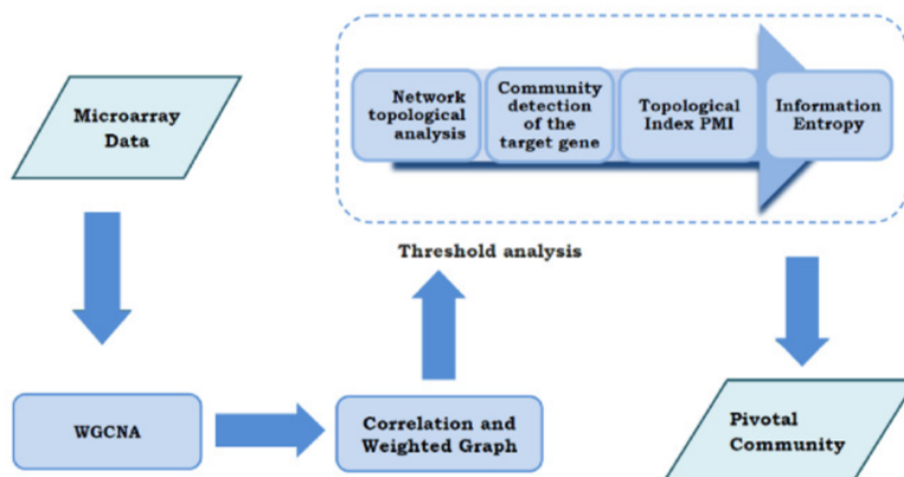 Microarray
Data
Network
topological
analysis
Community
detection
of the
target gene
Topological
Index PMI
Information
Entropy
Threshold analysis
WGCNA
Correlation and
Weighted Graph
Pivotal
Community